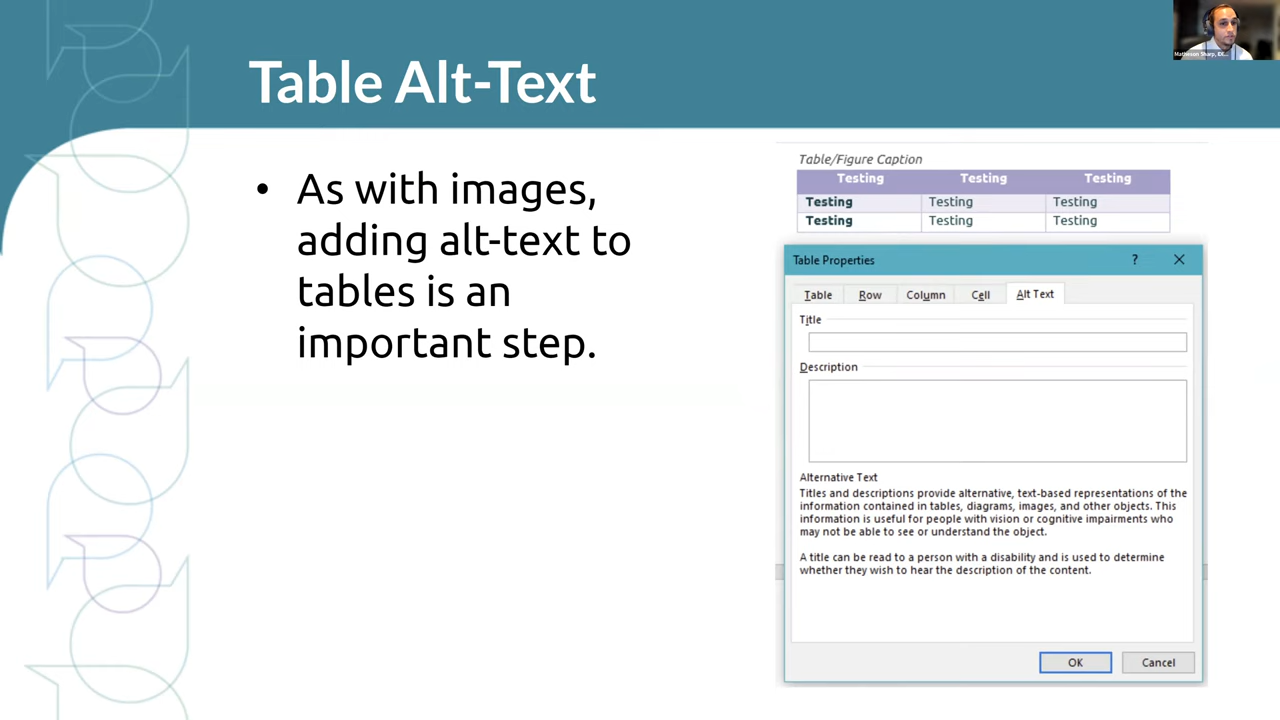 Matheson Sharp, (D...
Table Alt-Text
• As with images,
adding alt-text to
tables is an
important step.
Table/Figure Caption
Testing Testing Testing
Testing Testing Testing
Testing Testing Testing
Table Properties ? ×
Table Row Column Cell Alt Text
Title
Description
Alternative Text
Titles and descriptions provide alternative, text-based representations of the
information contained in tables, diagrams, images, and other objects. This
information is useful for people with vision or cognitive impairments who
may not be able to see or understand the object.
A title can be read to a person with a disability and is used to determine
whether they wish to hear the description of the content.
OK Cancel